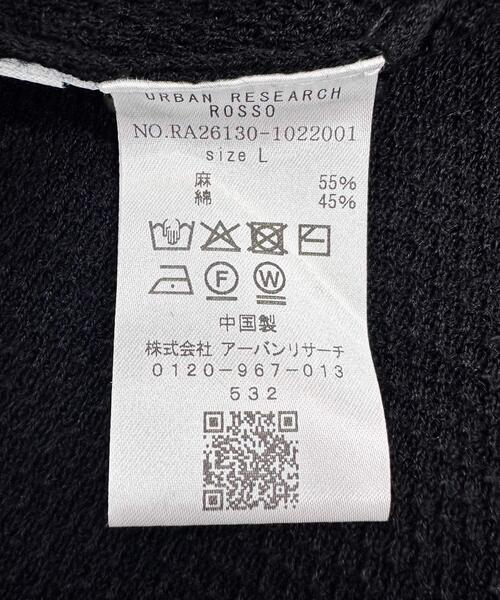 URBAN RESEARCH
ROSSO
NO.RA26130-1022001
size L
麻 55%
綿 45%
F W
中国製
株式会社 アーバンリサーチ
0120-967-013
532